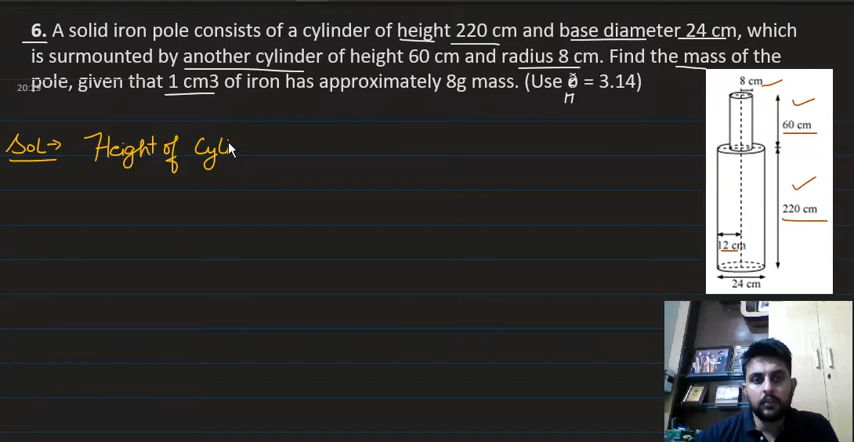 6. A solid iron pole consists of a cylinder of height 220 cm and base diameter 24 cm, which
is surmounted by another cylinder of height 60 cm and radius 8 cm. Find the mass of the
pole, given that 1 cm3 of iron has approximately 8g mass. (Use = 3.14)
π
Sol→ Height of Cyli
8 cm
60 cm
220 cm
12 cm
24 cm